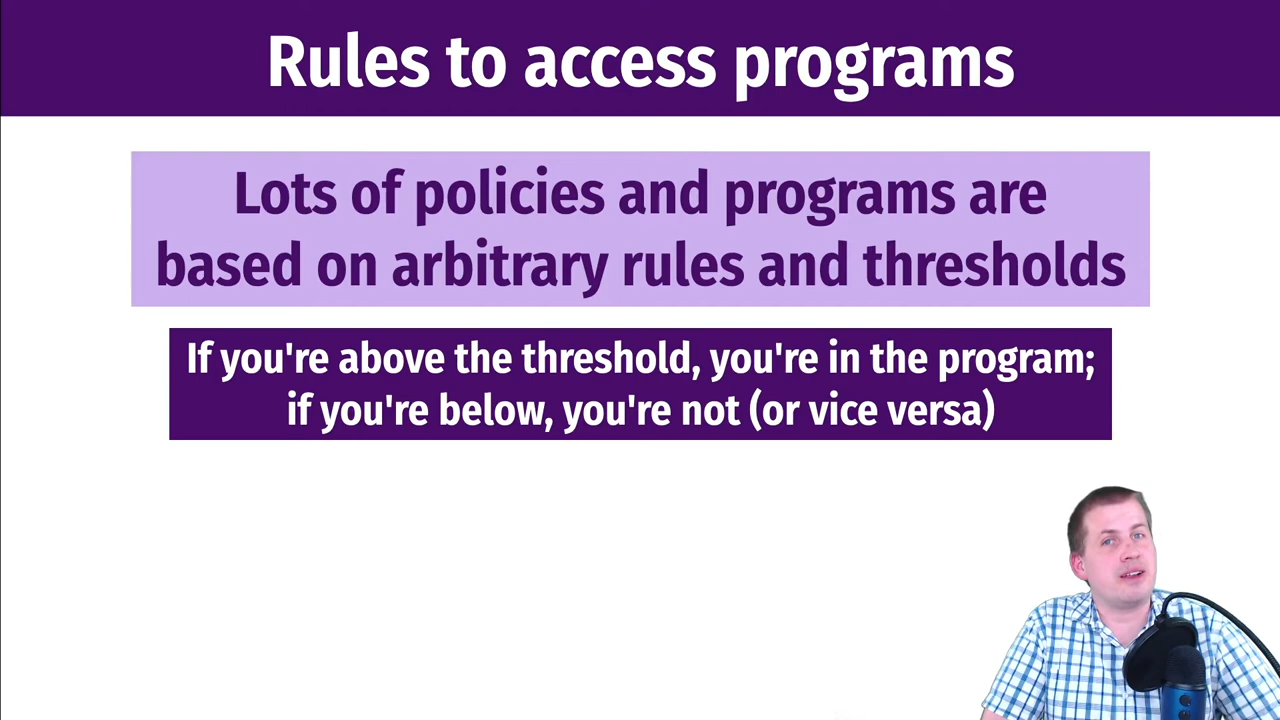 Rules to access programs
Lots of policies and programs are
based on arbitrary rules and thresholds
If you're above the threshold, you're in the program;
if you're below, you're not (or vice versa)